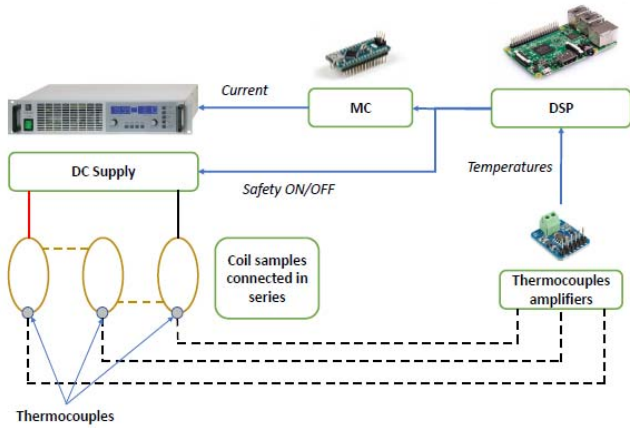 Current
MC
DSP
DC Supply
Safety ON/OFF
Temperatures
Coil samples
connected in
series
Thermocouples
amplifiers
Thermocouples